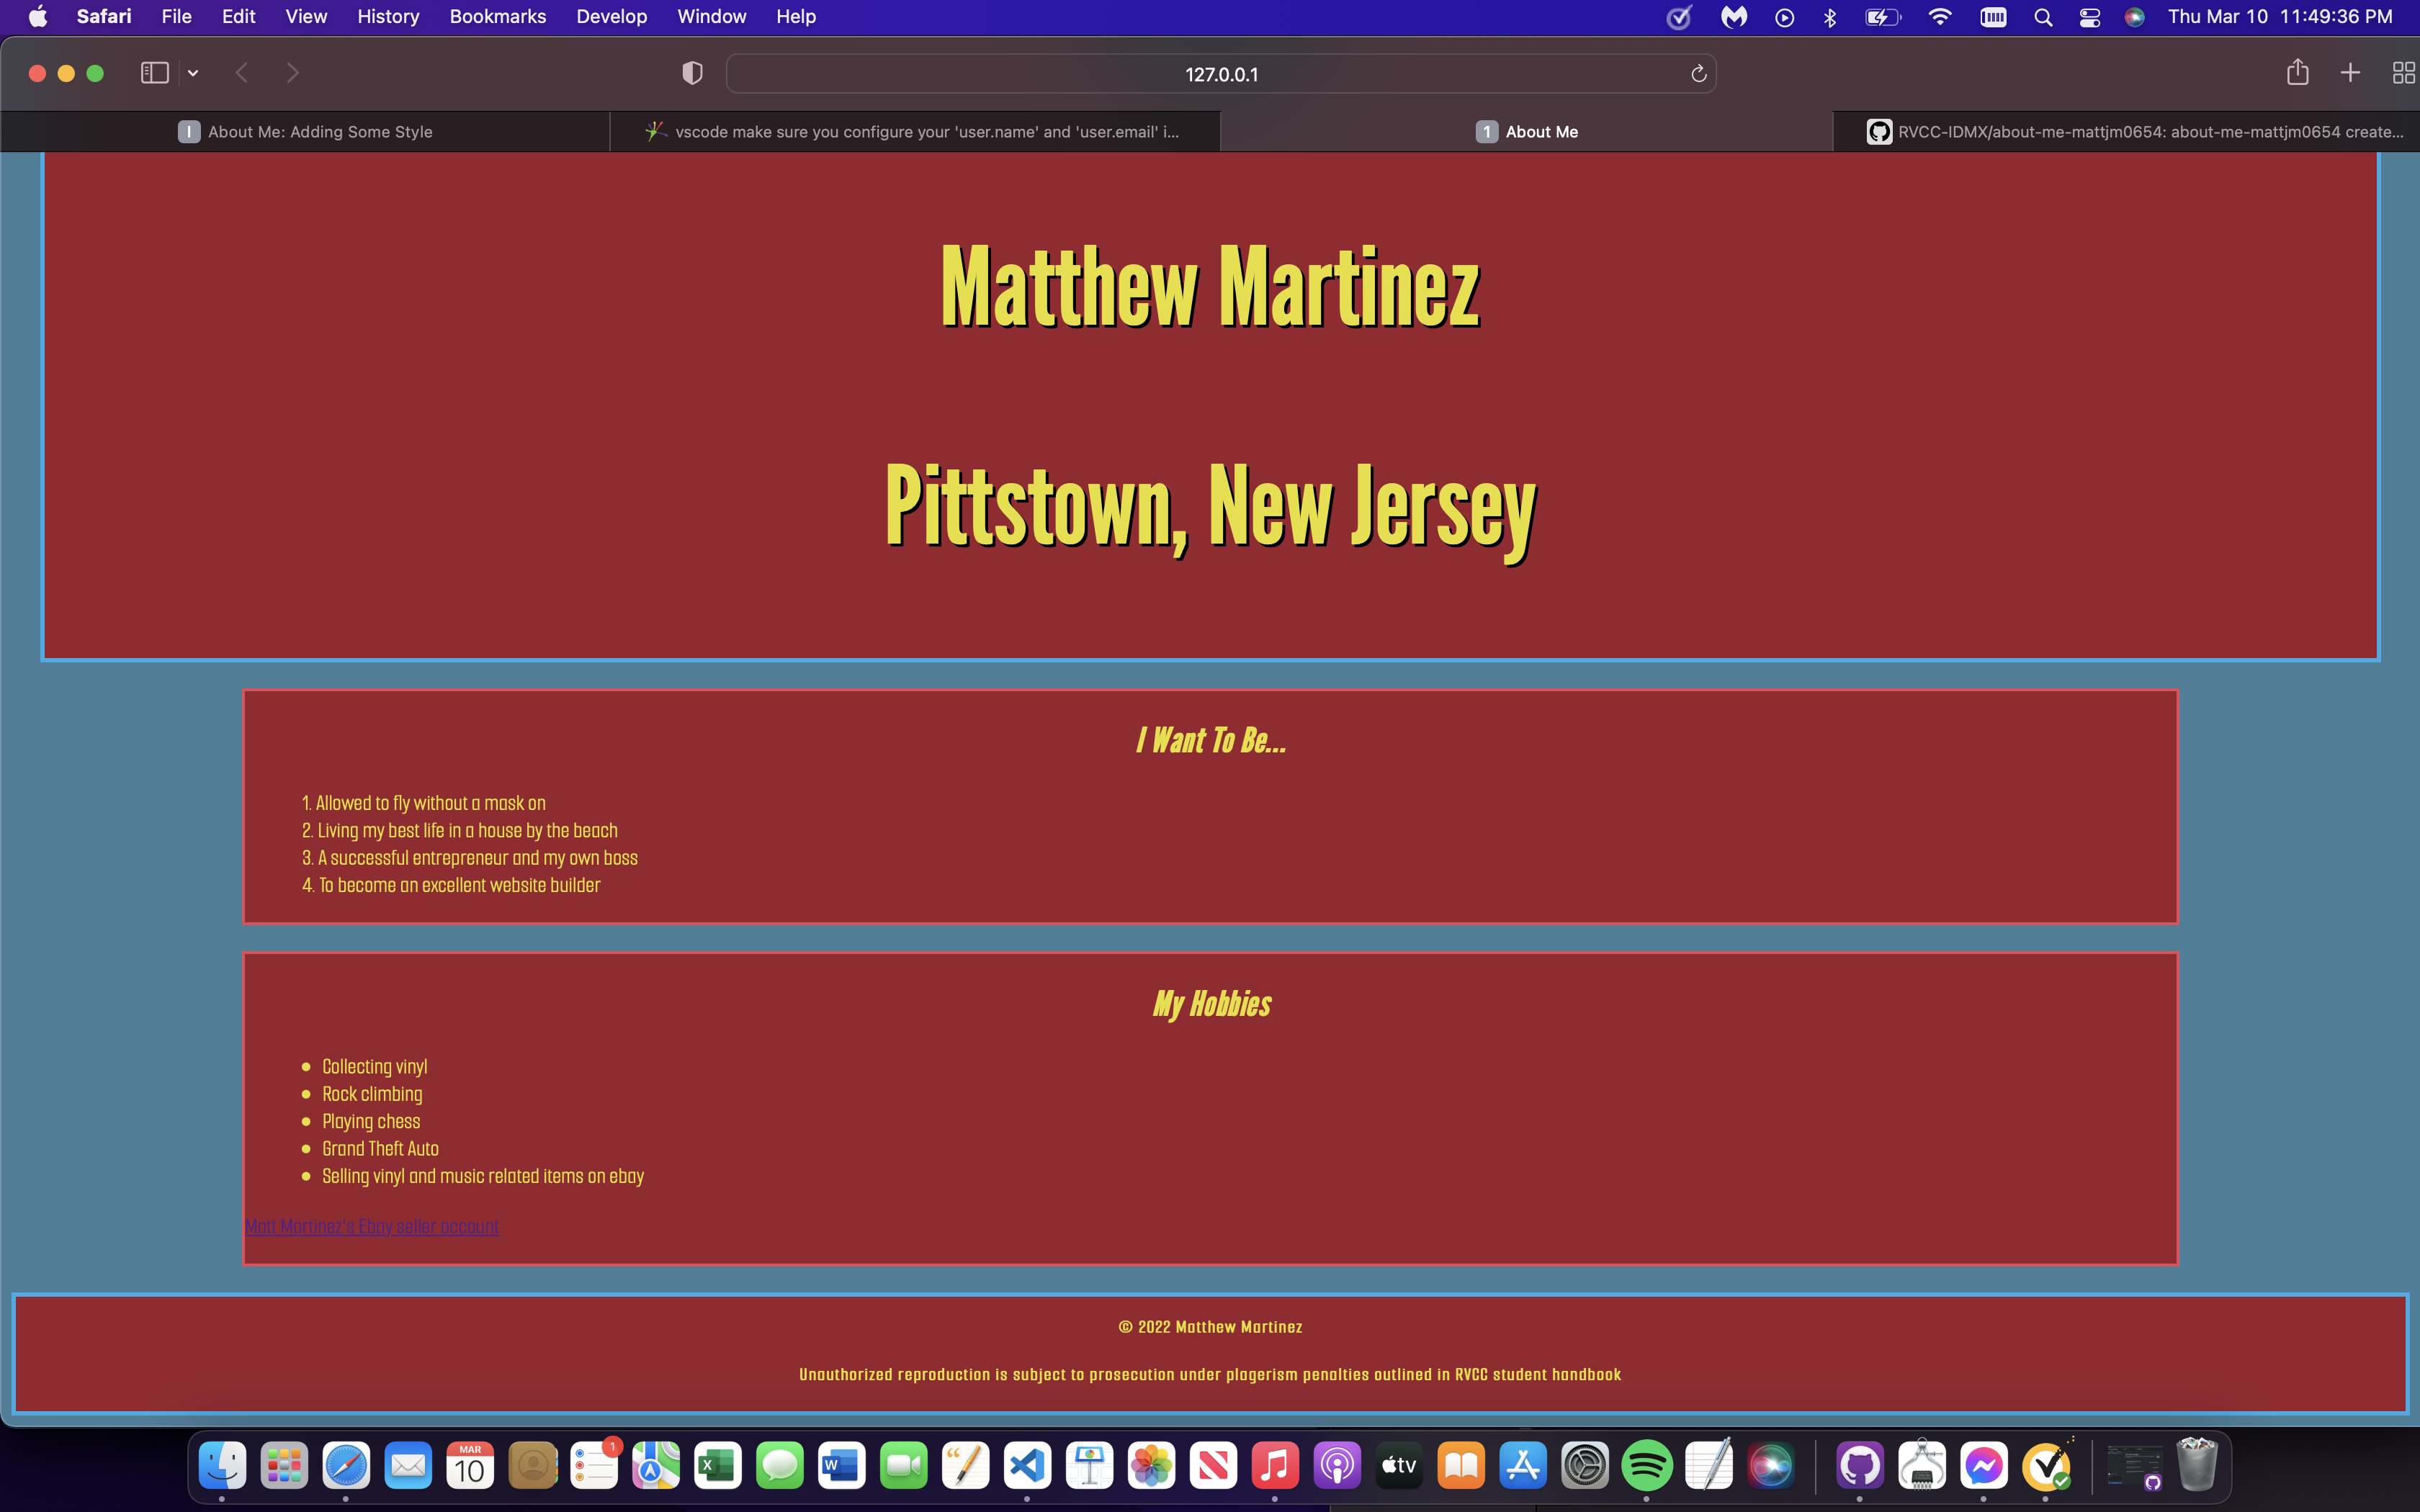 Safari File Edit View History Bookmarks Develop Window Help Thu Mar 10 11:49:36 PM
127.0.0.1
I About Me: Adding Some Style
vscode make sure you configure your 'user.name' and 'user.email' i...
1 About Me
RVCC-IDMX/about-me-mattjm0654: about-me-mattjm0654 create...
Matthew Martinez
Pittstown, New Jersey
I Want To Be...
1. Allowed to fly without a mask on
2. Living my best life in a house by the beach
3. A successful entrepreneur and my own boss
4. To become an excellent website builder
My Hobbies
• Collecting vinyl
• Rock climbing
• Playing chess
• Grand Theft Auto
• Selling vinyl and music related items on ebay
Matt Martinez's Ebay seller account
© 2022 Matthew Martinez
Unauthorized reproduction is subject to prosecution under plagerism penalties outlined in RVCC student handbook
MAR
10
1
X
W
tv